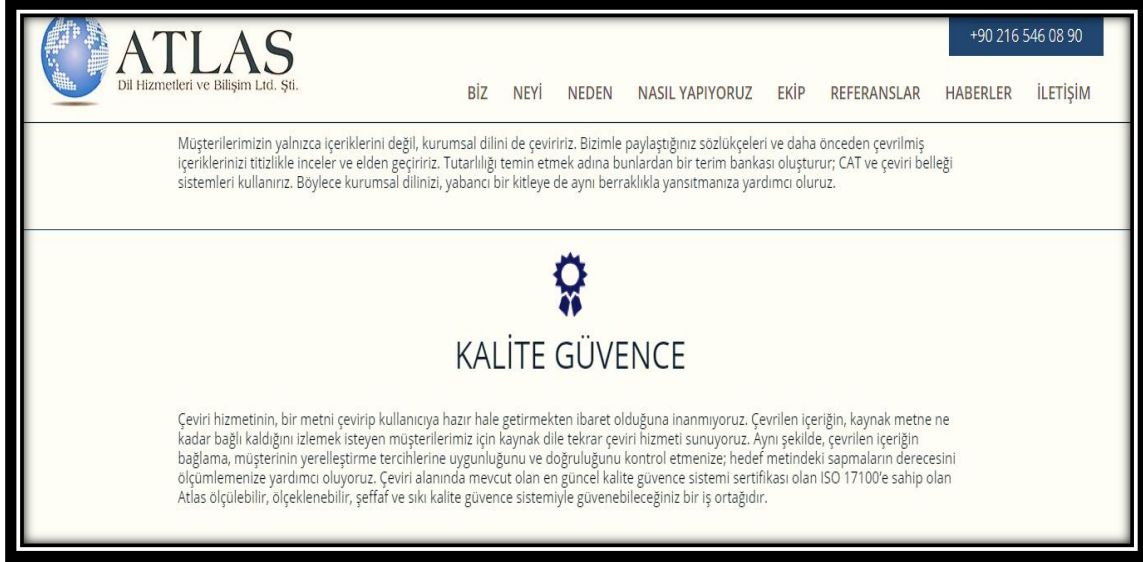 +90 216 546 08 90
ATLAS
Dil Hizmetleri ve Bilişim Ltd. Şti.
BİZ NEYİ NEDEN NASIL YAPIYORUZ EKİP REFERANSLAR HABERLER İLETİŞİM
Müşterilerimizin yalnızca içeriklerini değil, kurumsal dilini de çeviririz. Bizimle paylaştığınız sözlükçeleri ve daha önceden çevrilmiş
içeriklerinizi titizlikle inceler ve elden geçiririz. Tutarlılığı temin etmek adına bunlardan bir terim bankası oluşturur; CAT ve çeviri belleği
sistemleri kullanırız. Böylece kurumsal dilinizi, yabancı bir kitleye de aynı berraklıkla yansıtmanıza yardımcı oluruz.
KALİTE GÜVENCE
Çeviri hizmetinin, bir metni çevirip kullanıcıya hazır hale getirmekten ibaret olduğuna inanmıyoruz. Çevrilen içeriğin, kaynak metne ne
kadar bağlı kaldığını izlemek isteyen müşterilerimiz için kaynak dile tekrar çeviri hizmeti sunuyoruz. Aynı şekilde, çevrilen içeriğin
bağlama, müşterinin yerelleştirme tercihlerine uygunluğunu ve doğruluğunu kontrol etmenize; hedef metindeki sapmaların derecesini
ölçümlemenize yardımcı oluyoruz. Çeviri alanında mevcut olan en güncel kalite güvence sistemi sertifikası olan ISO 17100'e sahip olan
Atlas ölçülebilir, ölçeklenebilir, şeffaf ve sıkı kalite güvence sistemiyle güvenebileceğiniz bir iş ortağıdır.